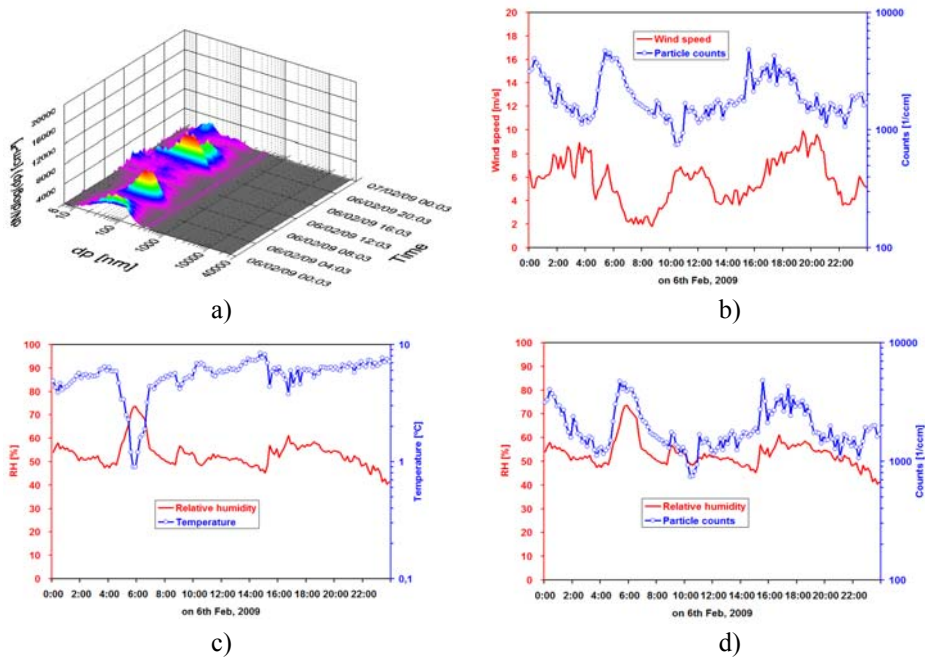 a)
dN/dlog(dp) [cm-³]
20000
16000
12000
8000
4000
8
10
100
1000
10000
40000
dp [nm]
07/02/09 00:03
06/02/09 20:03
06/02/09 16:03
06/02/09 12:03
06/02/09 08:03
06/02/09 04:03
06/02/09 00:03
Time
b)
Wind speed
Particle counts
Wind speed [m/s]
20
18
16
14
12
10
8
6
4
2
0
10000
1000
100
Counts [1/ccm]
0:00 2:00 4:00 6:00 8:00 10:00 12:00 14:00 16:00 18:00 20:00 22:00
on 6th Feb, 2009
c)
RH [%]
100
90
80
70
60
50
40
30
20
10
0
Relative humidity
Temperature
10
1
0,1
Temperature [°C]
0:00 2:00 4:00 6:00 8:00 10:00 12:00 14:00 16:00 18:00 20:00 22:00
on 6th Feb, 2009
d)
RH [%]
100
90
80
70
60
50
40
30
20
10
0
Relative humidity
Particle counts
10000
1000
100
Counts [1/ccm]
0:00 2:00 4:00 6:00 8:00 10:00 12:00 14:00 16:00 18:00 20:00 22:00
on 6th Feb, 2009